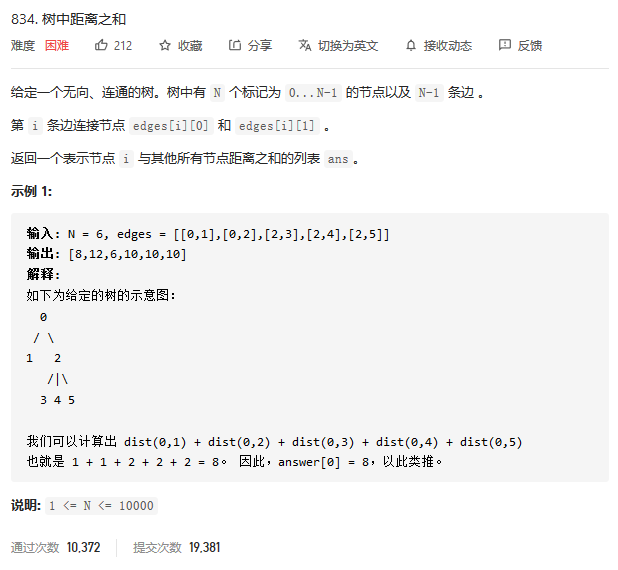 834. 树中距离之和
难度 困难 212 收藏 分享 切换为英文 接收动态 反馈
给定一个无向、连通的树。树中有 N 个标记为 0...N-1 的节点以及 N-1 条边 。
第 i 条边连接节点 edges[i][0] 和 edges[i][1] 。
返回一个表示节点 i 与其他所有节点距离之和的列表 ans。
示例 1:
输入: N = 6, edges = [[0,1],[0,2],[2,3],[2,4],[2,5]]
输出: [8,12,6,10,10,10]
解释:
如下为给定的树的示意图:
0
/ \
1 2
/|\
3 4 5
我们可以计算出 dist(0,1) + dist(0,2) + dist(0,3) + dist(0,4) + dist(0,5)
也就是 1 + 1 + 2 + 2 + 2 = 8。 因此,answer[0] = 8,以此类推。
说明: 1 <= N <= 10000
通过次数 10,372 提交次数 19,381